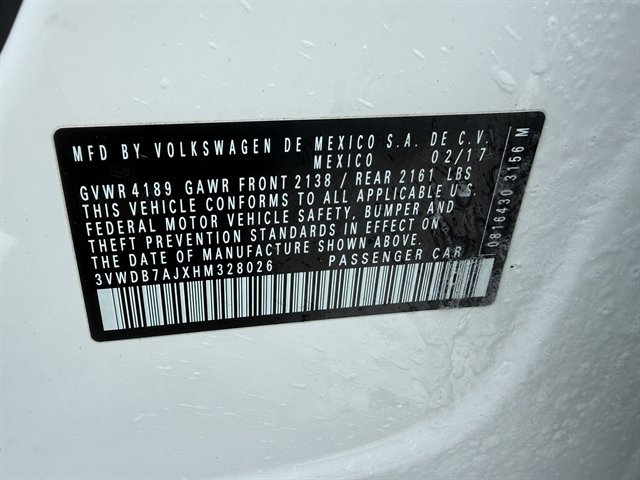 MFD BY VOLKSWAGEN DE MEXICO S.A. DE C.V.
MEXICO 02/17
GVWR 4189 GAWR FRONT 2138 / REAR 2161 LBS
THIS VEHICLE CONFORMS TO ALL APPLICABLE U.S.
FEDERAL MOTOR VEHICLE SAFETY, BUMPER AND
THEFT PREVENTION STANDARDS IN EFFECT ON
THE DATE OF MANUFACTURE SHOWN ABOVE.
3VWDB7AJXHM328026 PASSENGER CAR
0816430 3156 M